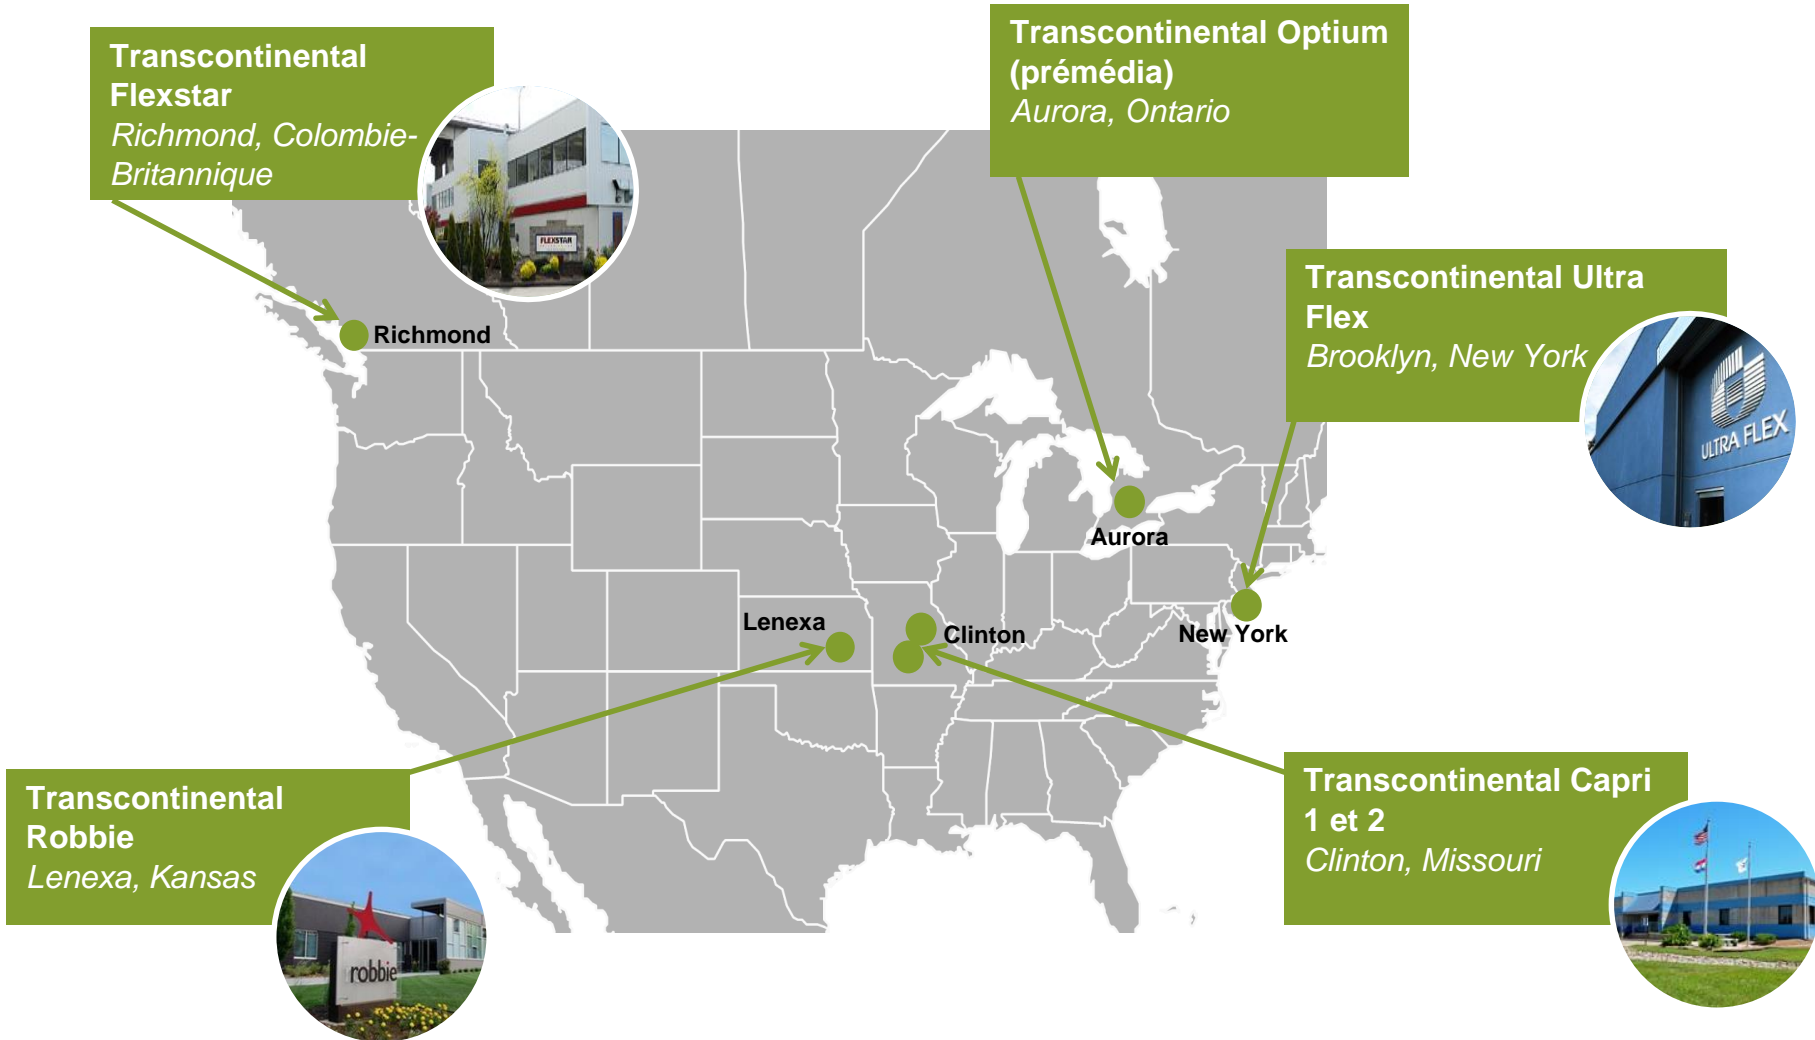 Transcontinental
Flexstar
Richmond, Colombie-
Britannique
FLEXSTAR
Transcontinental Optium
(prémédia)
Aurora, Ontario
Transcontinental Ultra
Flex
Brooklyn, New York
ULTRA FLEX
Richmond
Aurora
Lenexa
Clinton
New York
Transcontinental
Robbie
Lenexa, Kansas
robbie
Transcontinental Capri
1 et 2
Clinton, Missouri